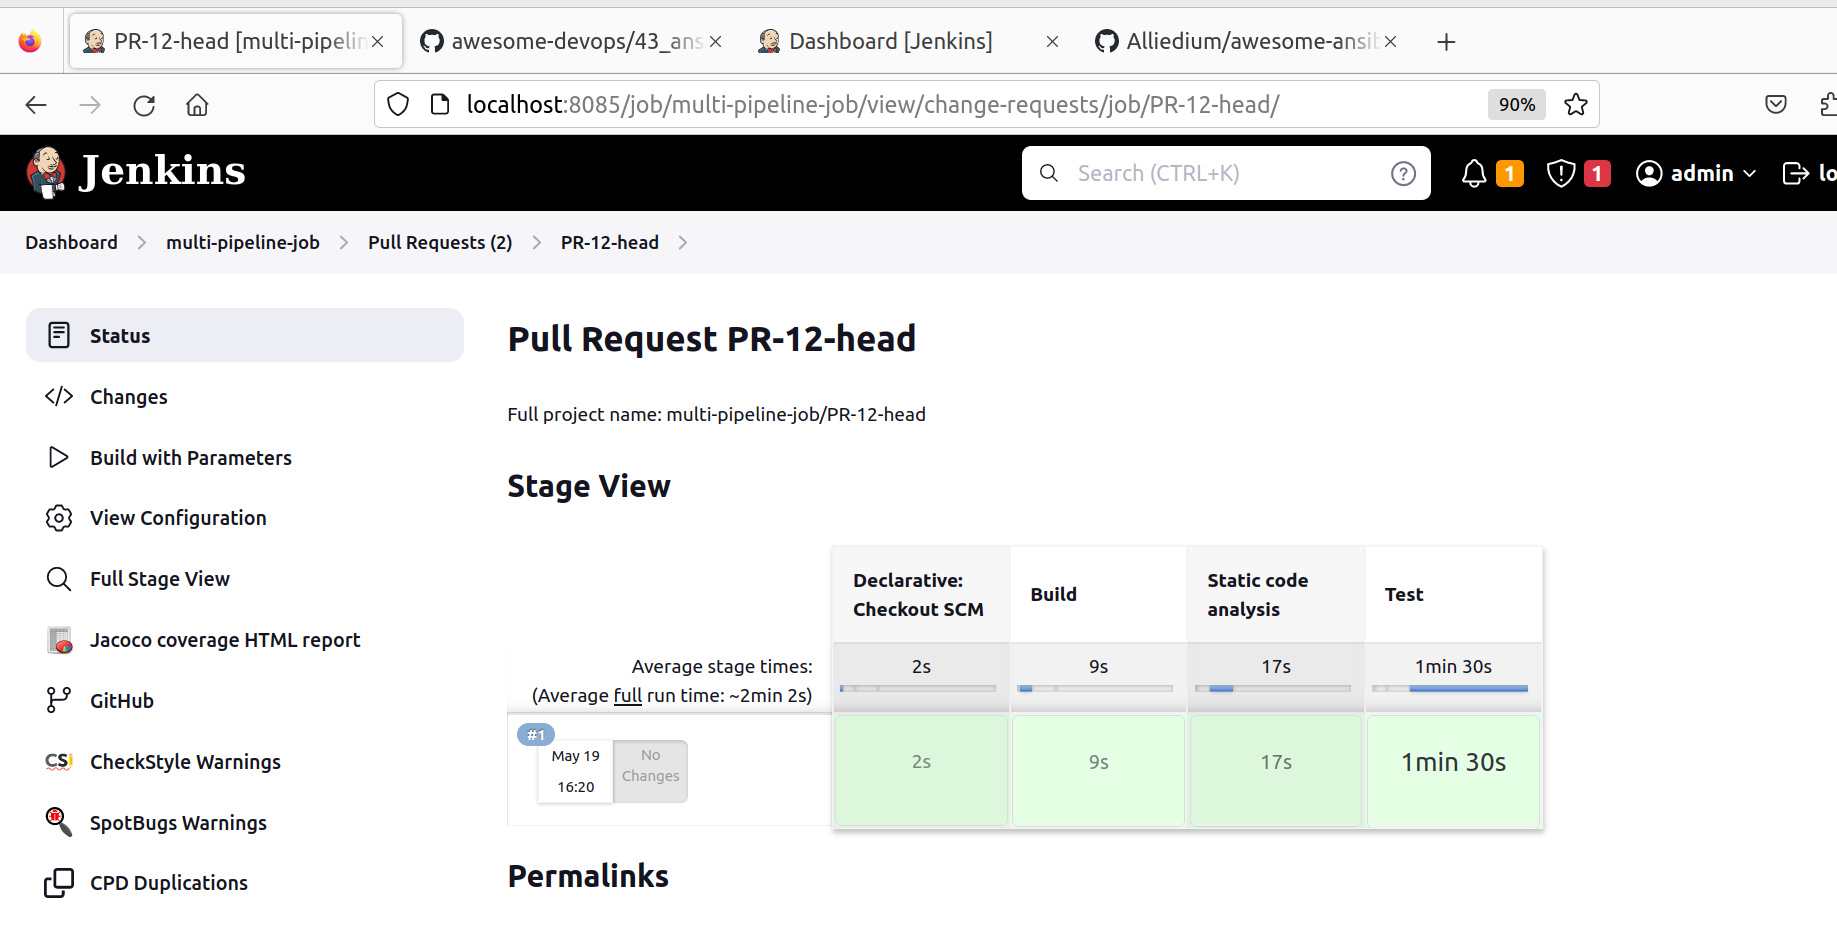 PR-12-head [multi-pipelin
awesome-devops/43_ans
Dashboard [Jenkins]
Alliedium/awesome-ansib
localhost:8085/job/multi-pipeline-job/view/change-requests/job/PR-12-head/
90%
Jenkins
Search (CTRL+K)
1
1
admin
lo
Dashboard
multi-pipeline-job
Pull Requests (2)
PR-12-head
Status
Changes
Build with Parameters
View Configuration
Full Stage View
Jacoco coverage HTML report
GitHub
CSi
CheckStyle Warnings
SpotBugs Warnings
CPD Duplications
Pull Request PR-12-head
Full project name: multi-pipeline-job/PR-12-head
Stage View
Declarative:
Checkout SCM
Build
Static code
analysis
Test
Average stage times:
(Average full run time: ~2min 2s)
2s
9s
17s
1min 30s
#1
May 19
16:20
No
Changes
2s
9s
17s
1min 30s
Permalinks